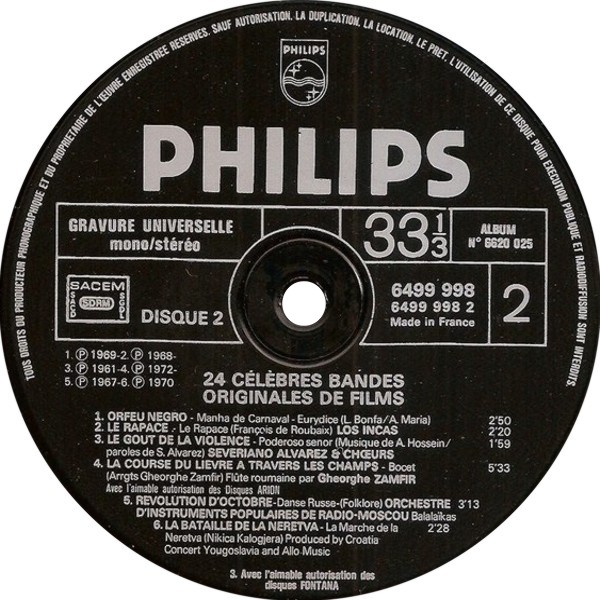 TOUS DROITS DU PRODUCTEUR PHONOGRAPHIQUE ET DU PROPRIETAIRE DE L'ŒUVRE ENREGISTREE RESERVES. SAUF AUTORISATION. LA DUPLICATION. LA LOCATION. LE PRET. L'UTILISATION DE CE DISQUE POUR EXECUTION PUBLIQUE ET RADIODIFFUSION SONT INTERDITS.
PHILIPS
PHILIPS
GRAVURE UNIVERSELLE
mono/stéréo
33 1/3
ALBUM
N° 6620 025
SACEM
SACD
SDRM
SGDL
DISQUE 2
6499 998
6499 998 2
Made in France
2
1. Ⓟ 1969-2. Ⓟ 1968-
3. Ⓟ 1961-4. Ⓟ 1972-
5. Ⓟ 1967-6. Ⓟ 1970
24 CÉLÈBRES BANDES
ORIGINALES DE FILMS
1. ORFEU NEGRO - Manha de Carnaval - Eurydice (L. Bonfa/A. Maria) 2'50
2. LE RAPACE - Le Rapace (François de Roubaix) LOS INCAS 2'20
3. LE GOUT DE LA VIOLENCE - Poderoso senor (Musique de A. Hossein/ 1'59
paroles de S. Alvarez) SEVERIANO ALVAREZ & CHŒURS
4. LA COURSE DU LIEVRE A TRAVERS LES CHAMPS - Bocet 5'33
(Arrgts Gheorghe Zamfir) Flûte roumaine par Gheorghe ZAMFIR
Avec l'aimable autorisation des Disques ARION
5. REVOLUTION D'OCTOBRE-Danse Russe-(Folklore) ORCHESTRE 3'13
D'INSTRUMENTS POPULAIRES DE RADIO-MOSCOU Balalaïkas
6. LA BATAILLE DE LA NERETVA - La Marche de la 2'28
Neretva (Nikica Kalogjera) Produced by Croatia
Concert Yougoslavia and Allo Music
3. Avec l'aimable autorisation des
disques FONTANA